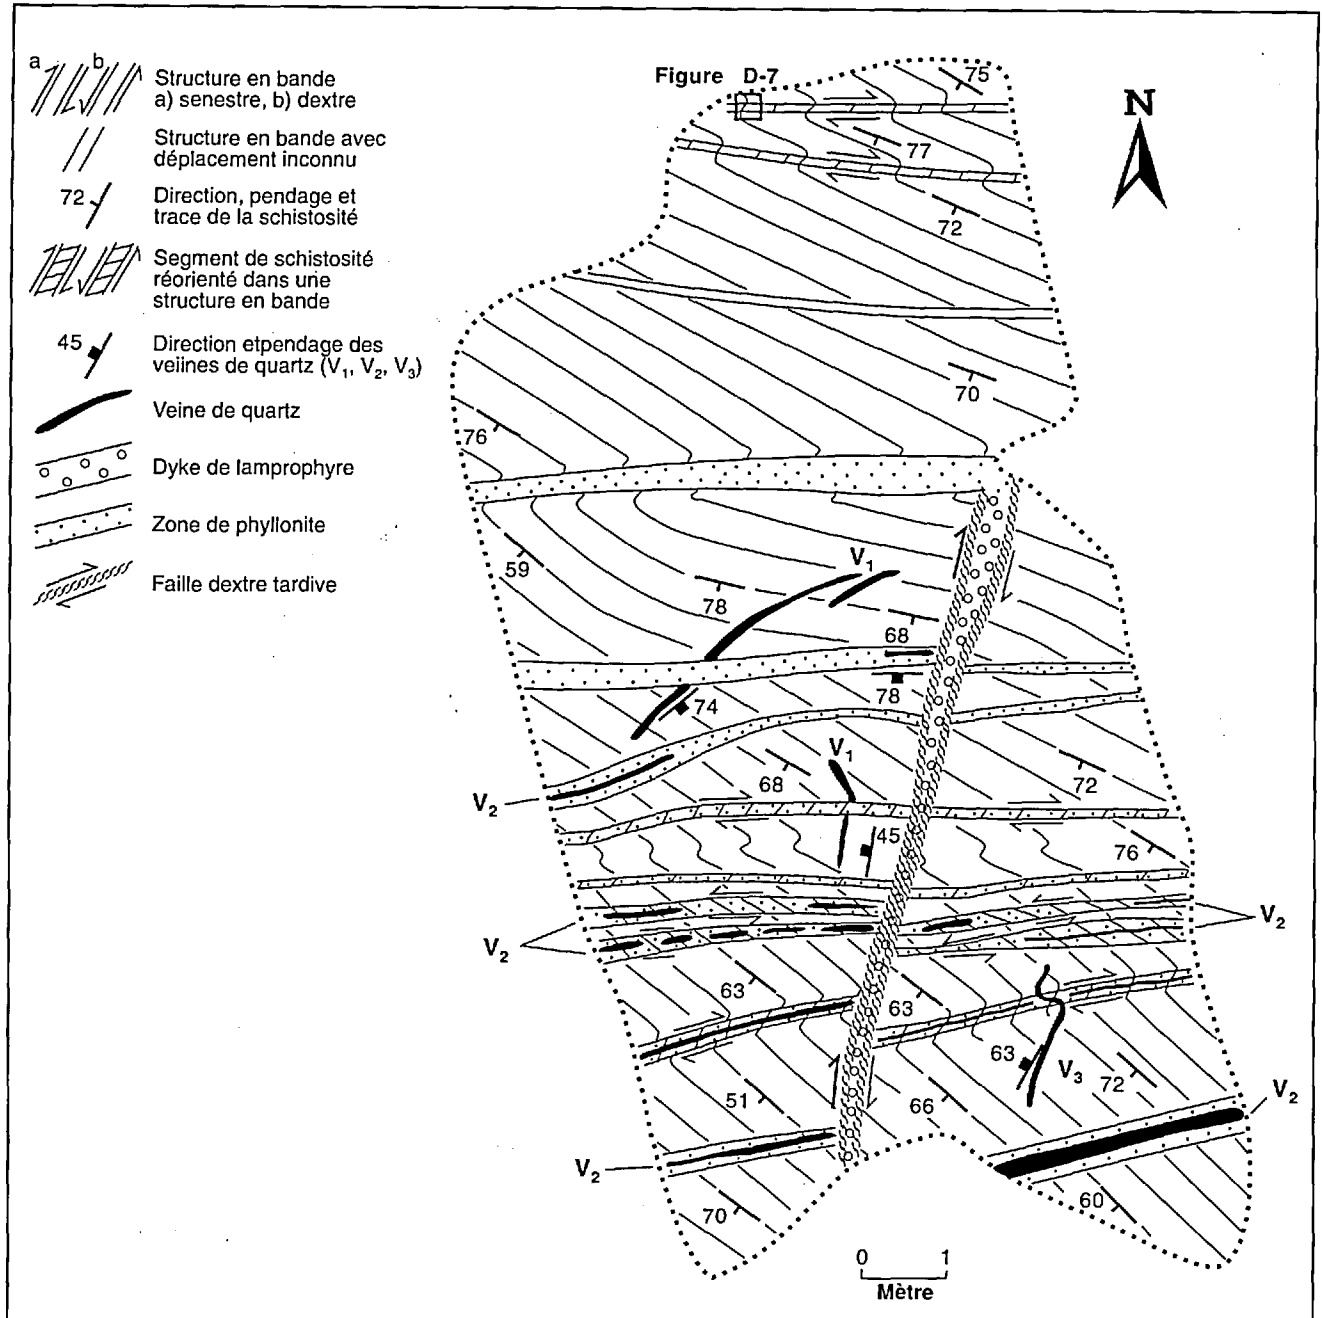 a b
Structure en bande
a) senestre, b) dextre
Structure en bande avec
déplacement inconnu
72
Direction, pendage et
trace de la schistosité
Segment de schistosité
réorienté dans une
structure en bande
45
Direction etpendage des
veiines de quartz (V1, V2, V3)
Veine de quartz
Dyke de lamprophyre
Zone de phyllonite
Faille dextre tardive
Figure D-7
N
75
77
72
70
76
59
V1
78
68
78
74
V1
68
72
V2
45
76
V2
V2
63
63
63
V3
72
V2
51
66
V2
70
60
0 1
Mètre